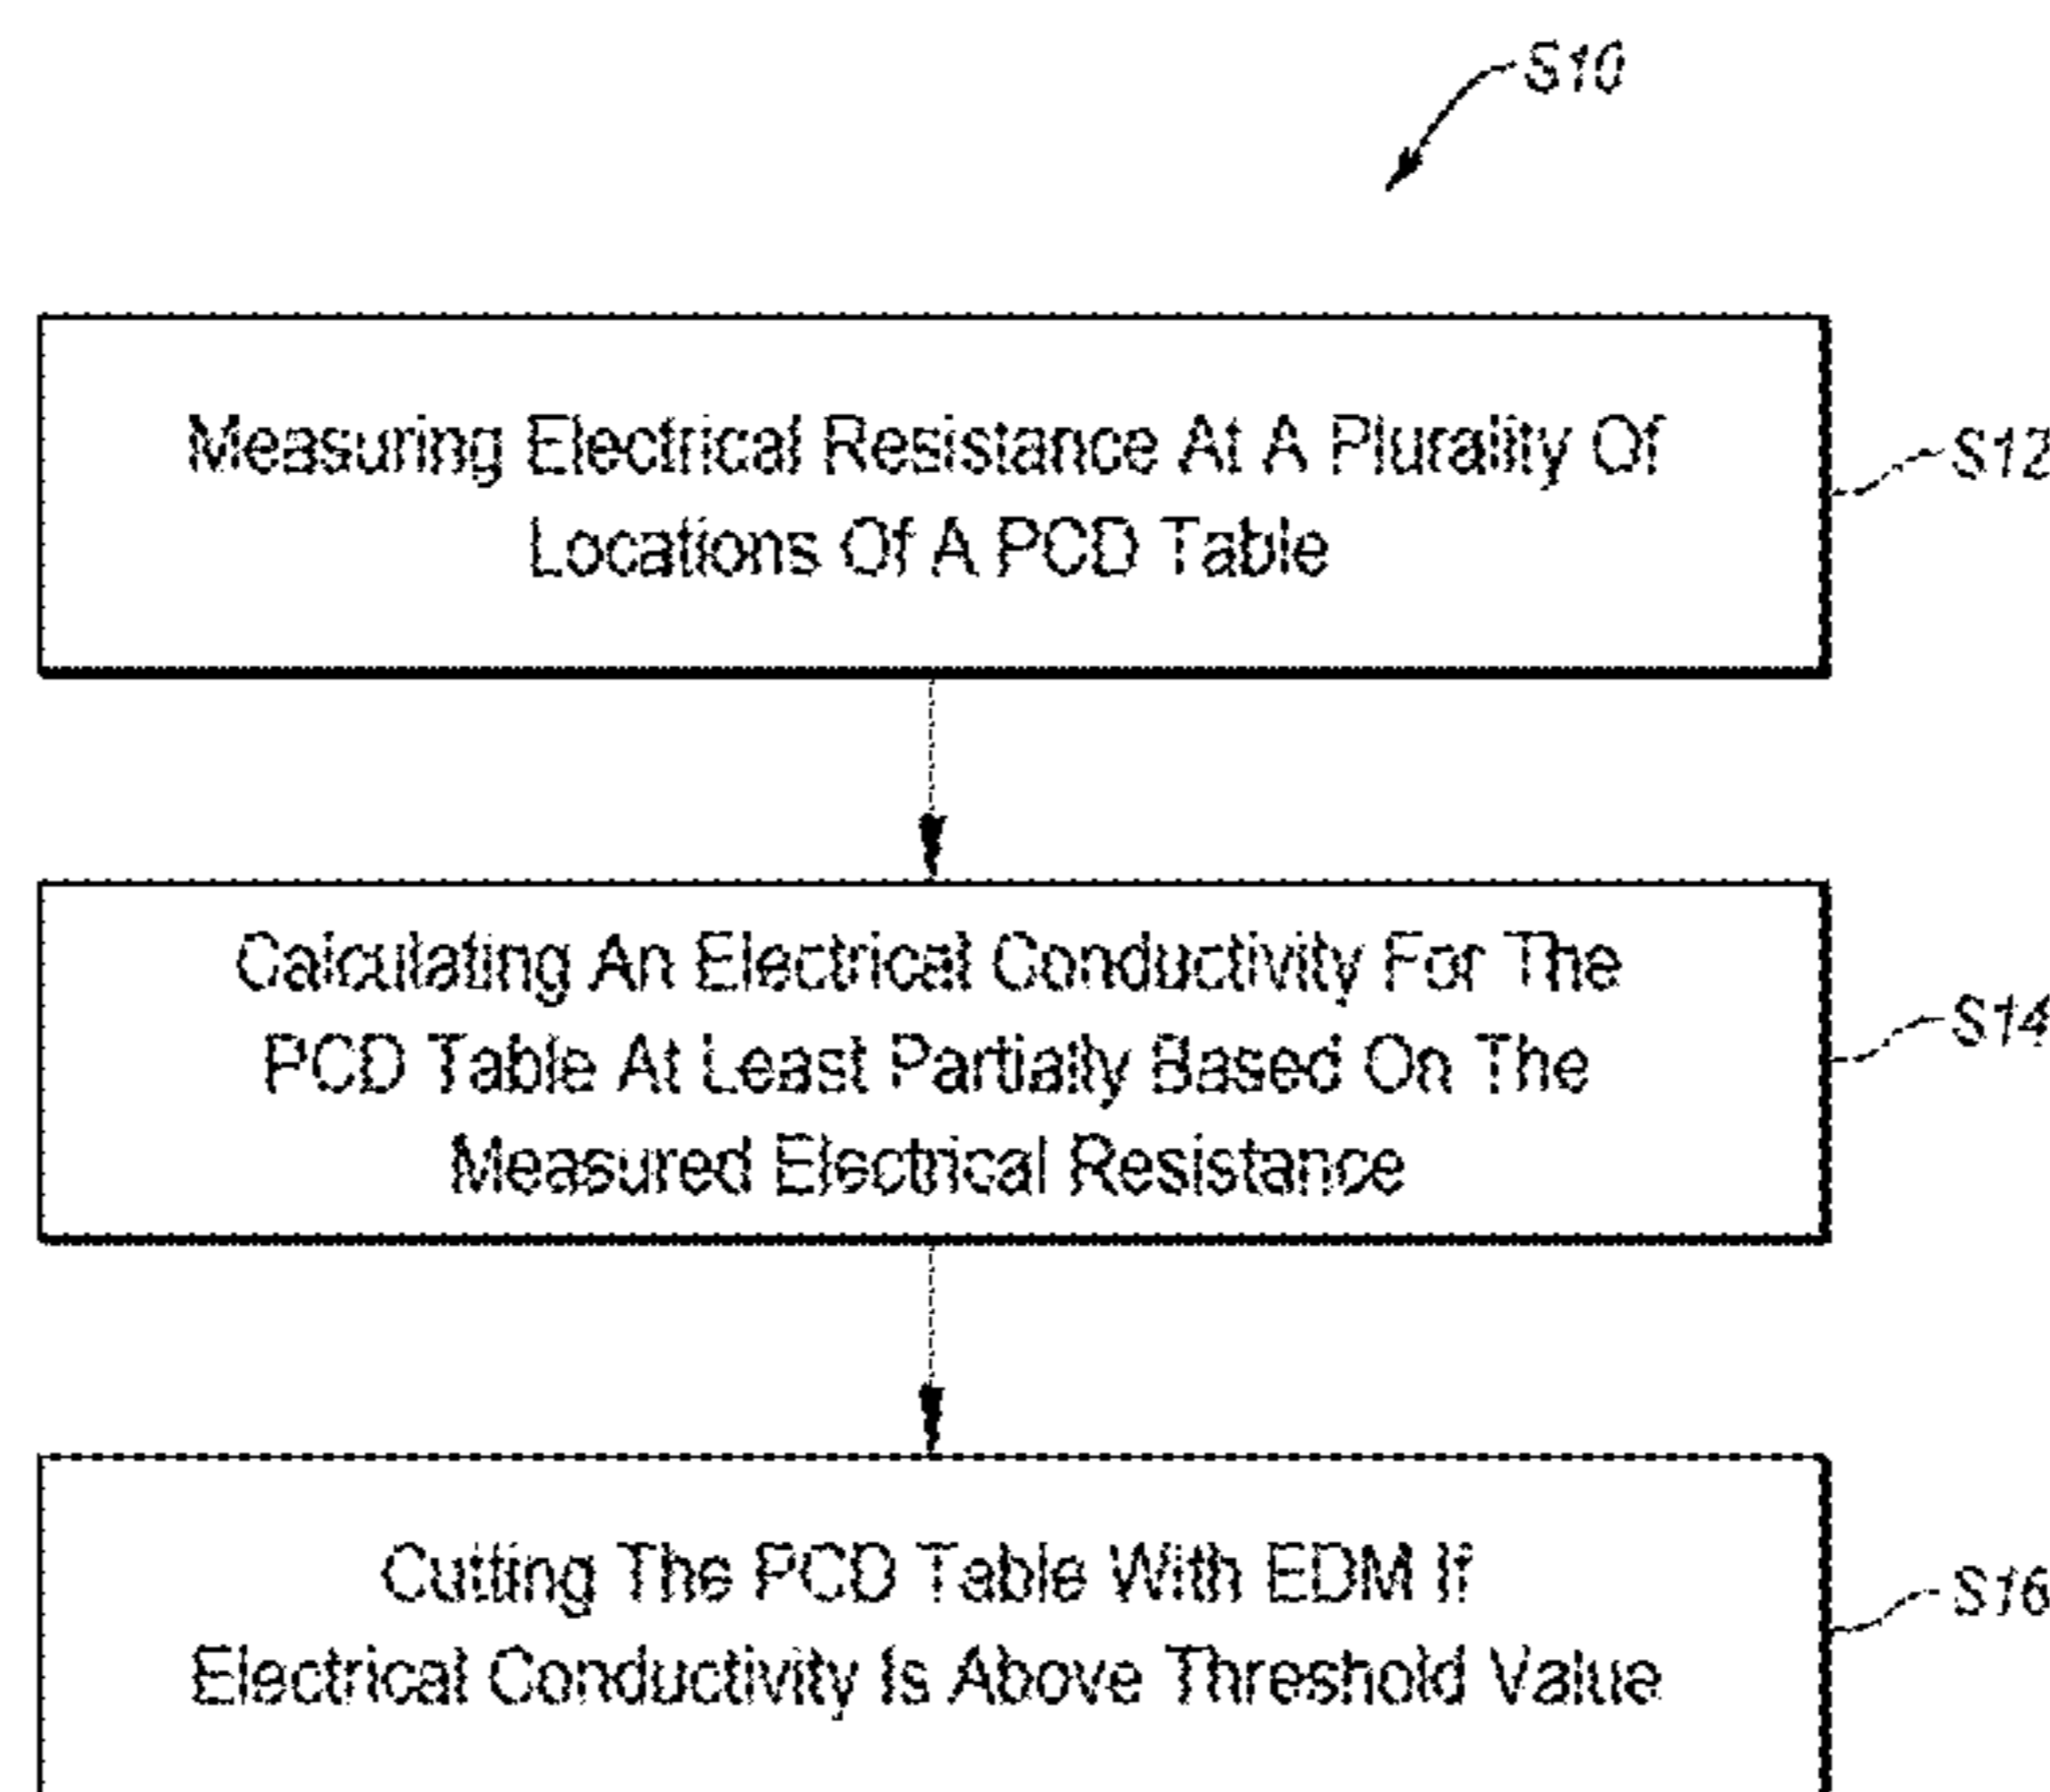 S10
Measuring Electrical Resistance At A Plurality Of
Locations Of A PCD Table
S12
Calculating An Electrical Conductivity For The
PCD Table At Least Partially Based On The
Measured Electrical Resistance
S14
Cutting The PCD Table With EDM If
Electrical Conductivity Is Above Threshold Value
S16